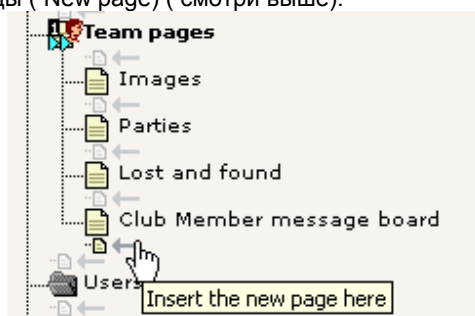 ды ( New page) ( смотри выше).
Team pages
Images
Parties
Lost and found
Club Member message board
Users
Insert the new page here